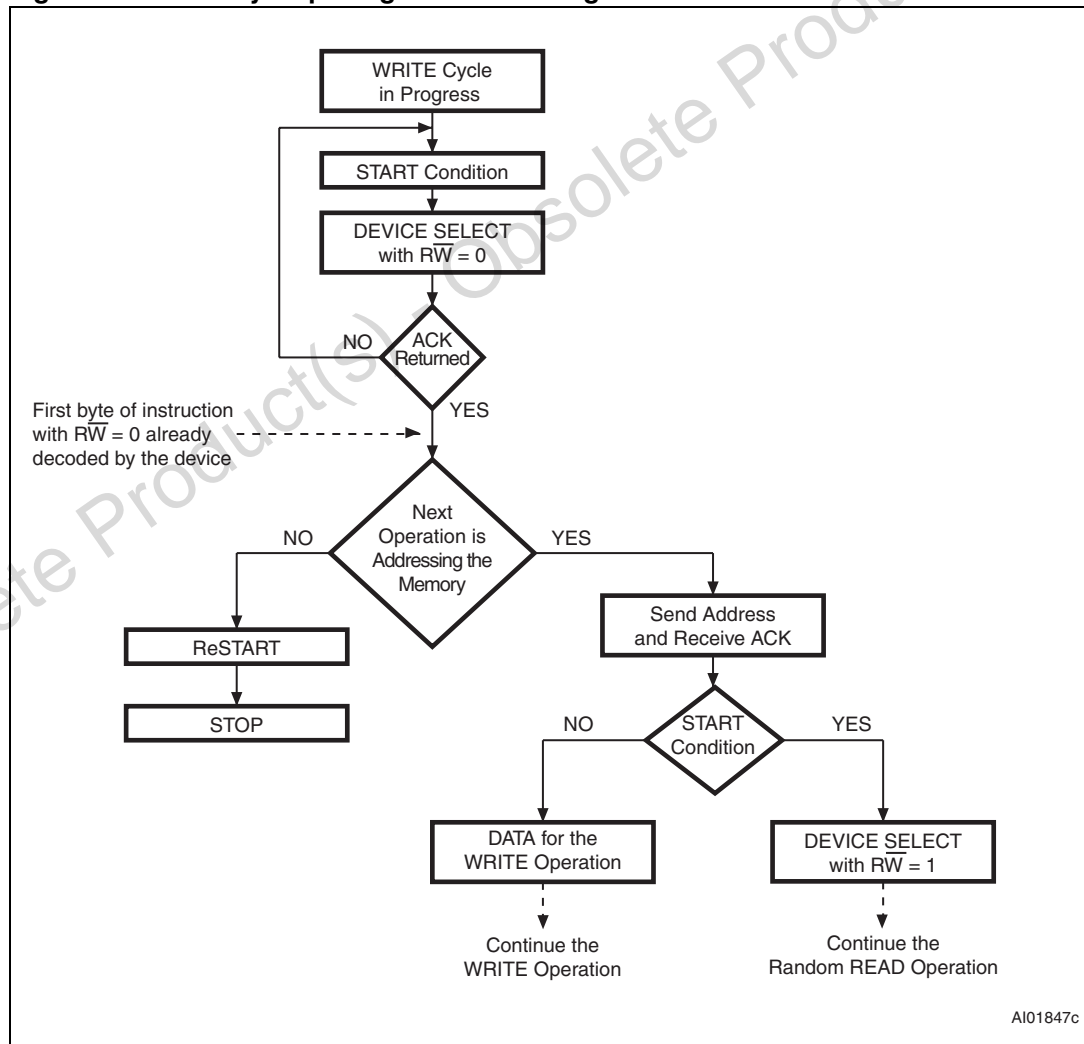 WRITE Cycle
in Progress
START Condition
DEVICE SELECT
with RW̅ = 0
NO
ACK
Returned
YES
First byte of instruction
with RW̅ = 0 already
decoded by the device
Next
Operation is
Addressing the
Memory
NO
YES
Send Address
and Receive ACK
ReSTART
STOP
START
Condition
NO
YES
DATA for the
WRITE Operation
DEVICE SELECT
with RW̅ = 1
Continue the
WRITE Operation
Continue the
Random READ Operation
AI01847c
Product(s) - Obsolete Product